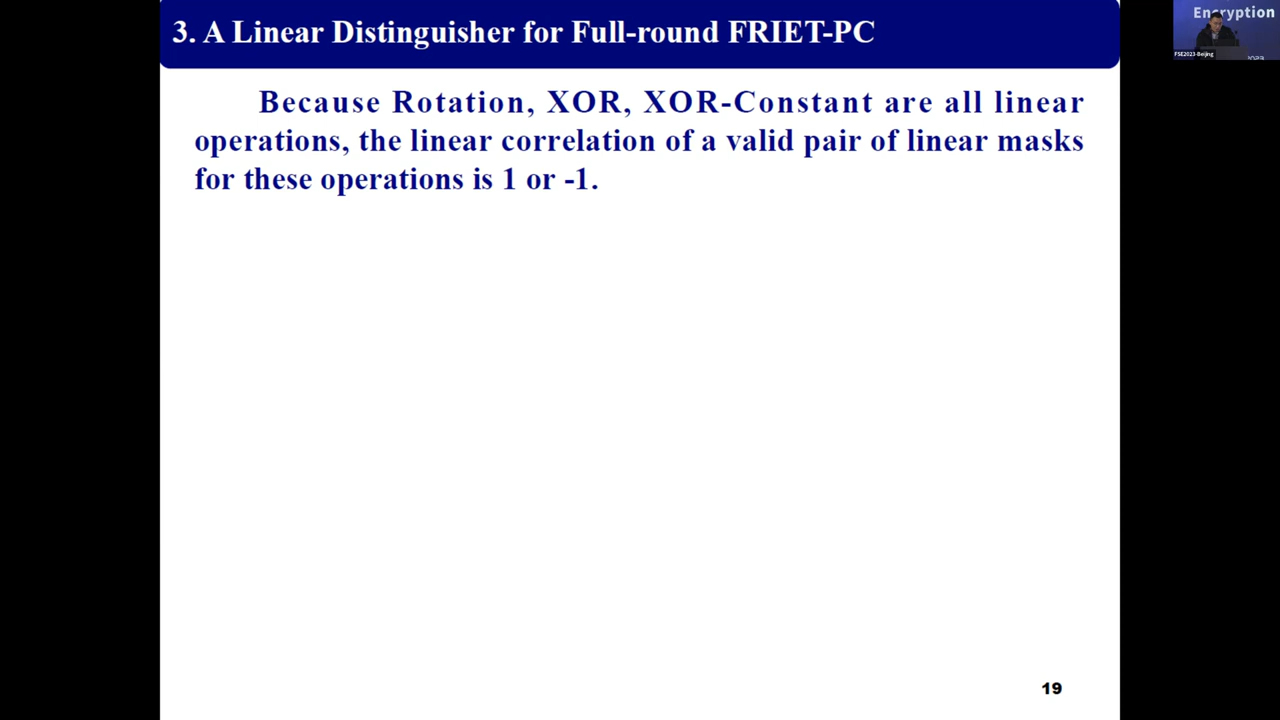 3. A Linear Distinguisher for Full-round FRIET-PC
Because Rotation, XOR, XOR-Constant are all linear
operations, the linear correlation of a valid pair of linear masks
for these operations is 1 or -1.
19
Encryption
FSE2023-Beijing
2023